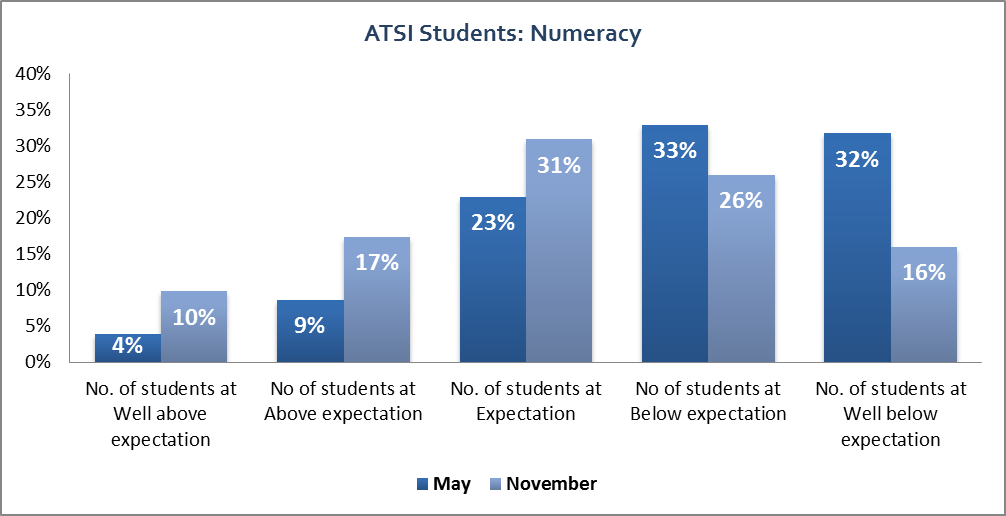 ATSI Students: Numeracy
40%
35%
30%
25%
20%
15%
10%
5%
0%
4%
10%
9%
17%
23%
31%
33%
26%
32%
16%
No. of students at
Well above
expectation
No of students at
Above expectation
No. of students at
Expectation
No of students at
Below expectation
No. of students at
Well below
expectation
May
November